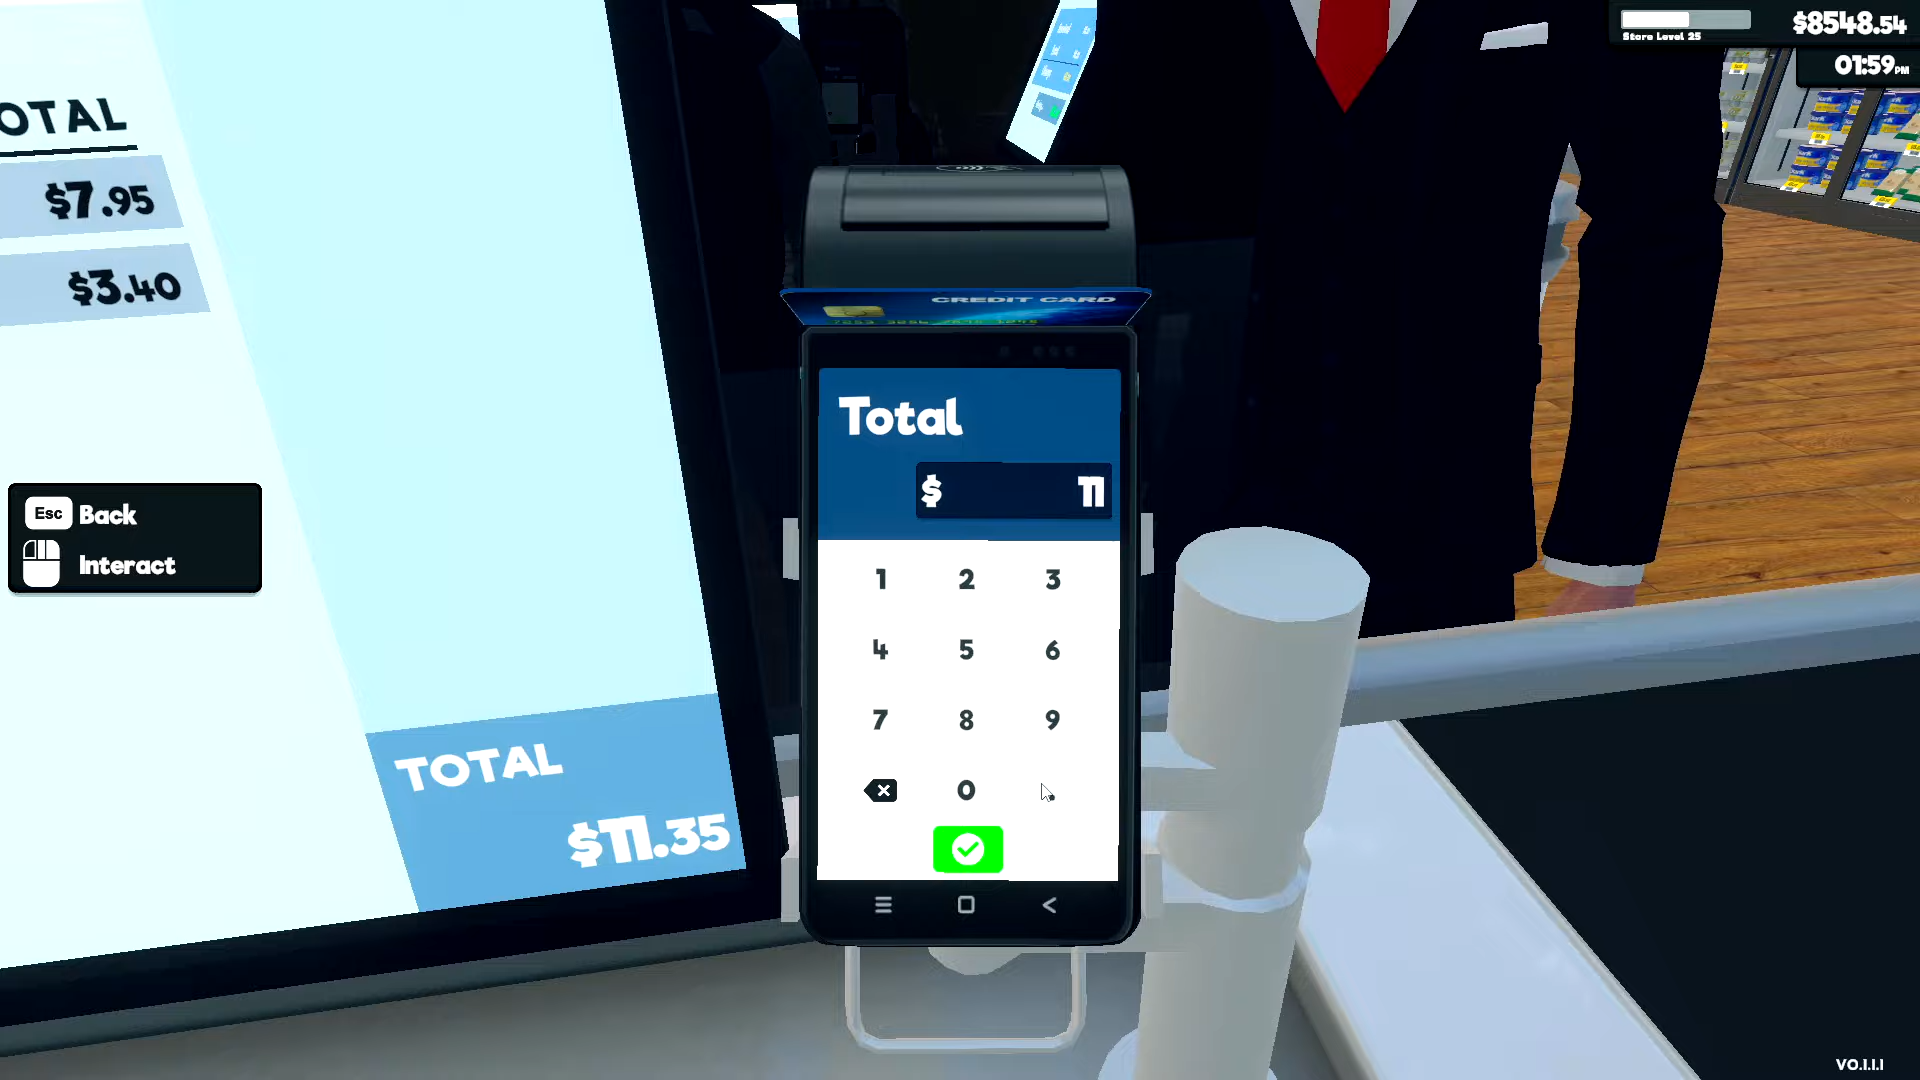 OTAL
$7.95
$3.40
TOTAL
$11.35
Esc Back
Interact
CREDIT CARD
Total
$ 11
1 2 3
4 5 6
7 8 9
0 .
Store Level 25
$8548.54
01:59PM
V0.1.1.1